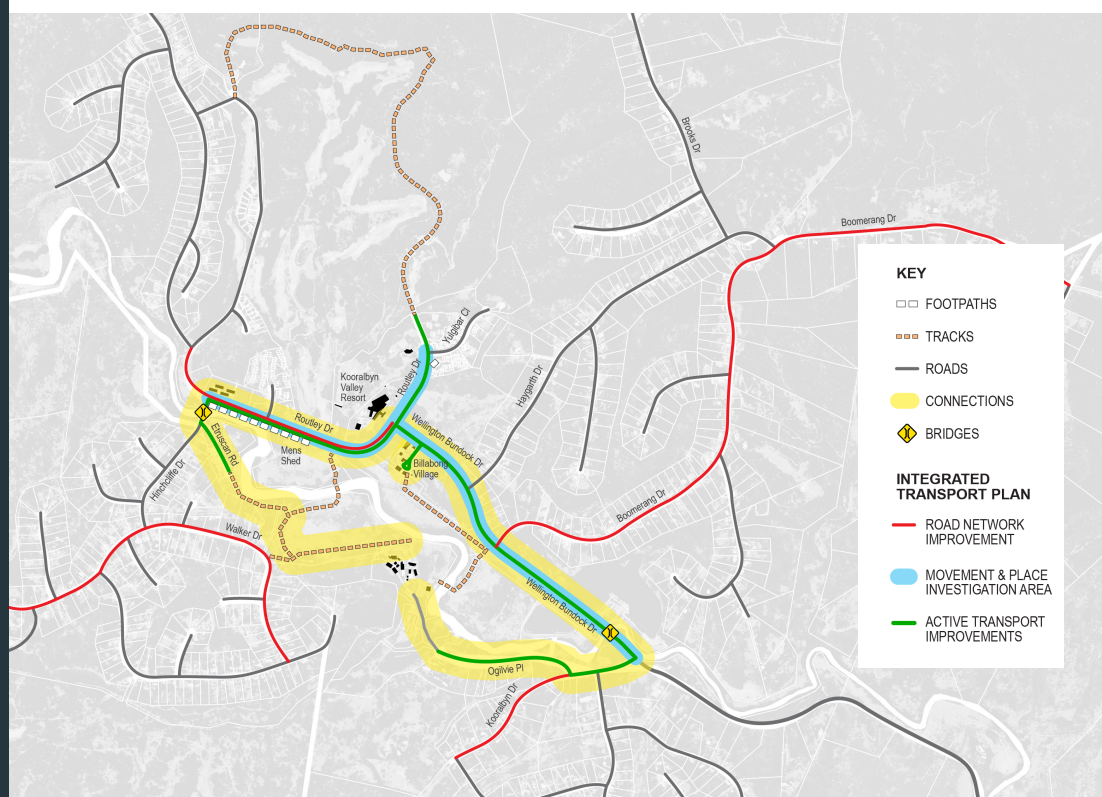 Brooks Dr
Boomerang Dr
KEY
FOOTPATHS
TRACKS
ROADS
CONNECTIONS
BRIDGES
INTEGRATED
TRANSPORT PLAN
ROAD NETWORK
IMPROVEMENT
MOVEMENT & PLACE
INVESTIGATION AREA
ACTIVE TRANSPORT
IMPROVEMENTS
Yulgibar Cl
Kooralbyn
Valley
Resort
Routley Dr
Haygarth Dr
Routley Dr
Wellington Bundock Dr
Mens
Shed
Etruscan Rd
Billabong
Village
Hinchcliffe Dr
Boomerang Dr
Walker Dr
Wellington Bundock Dr
Ogilvie Pl
Kooralbyn Dr